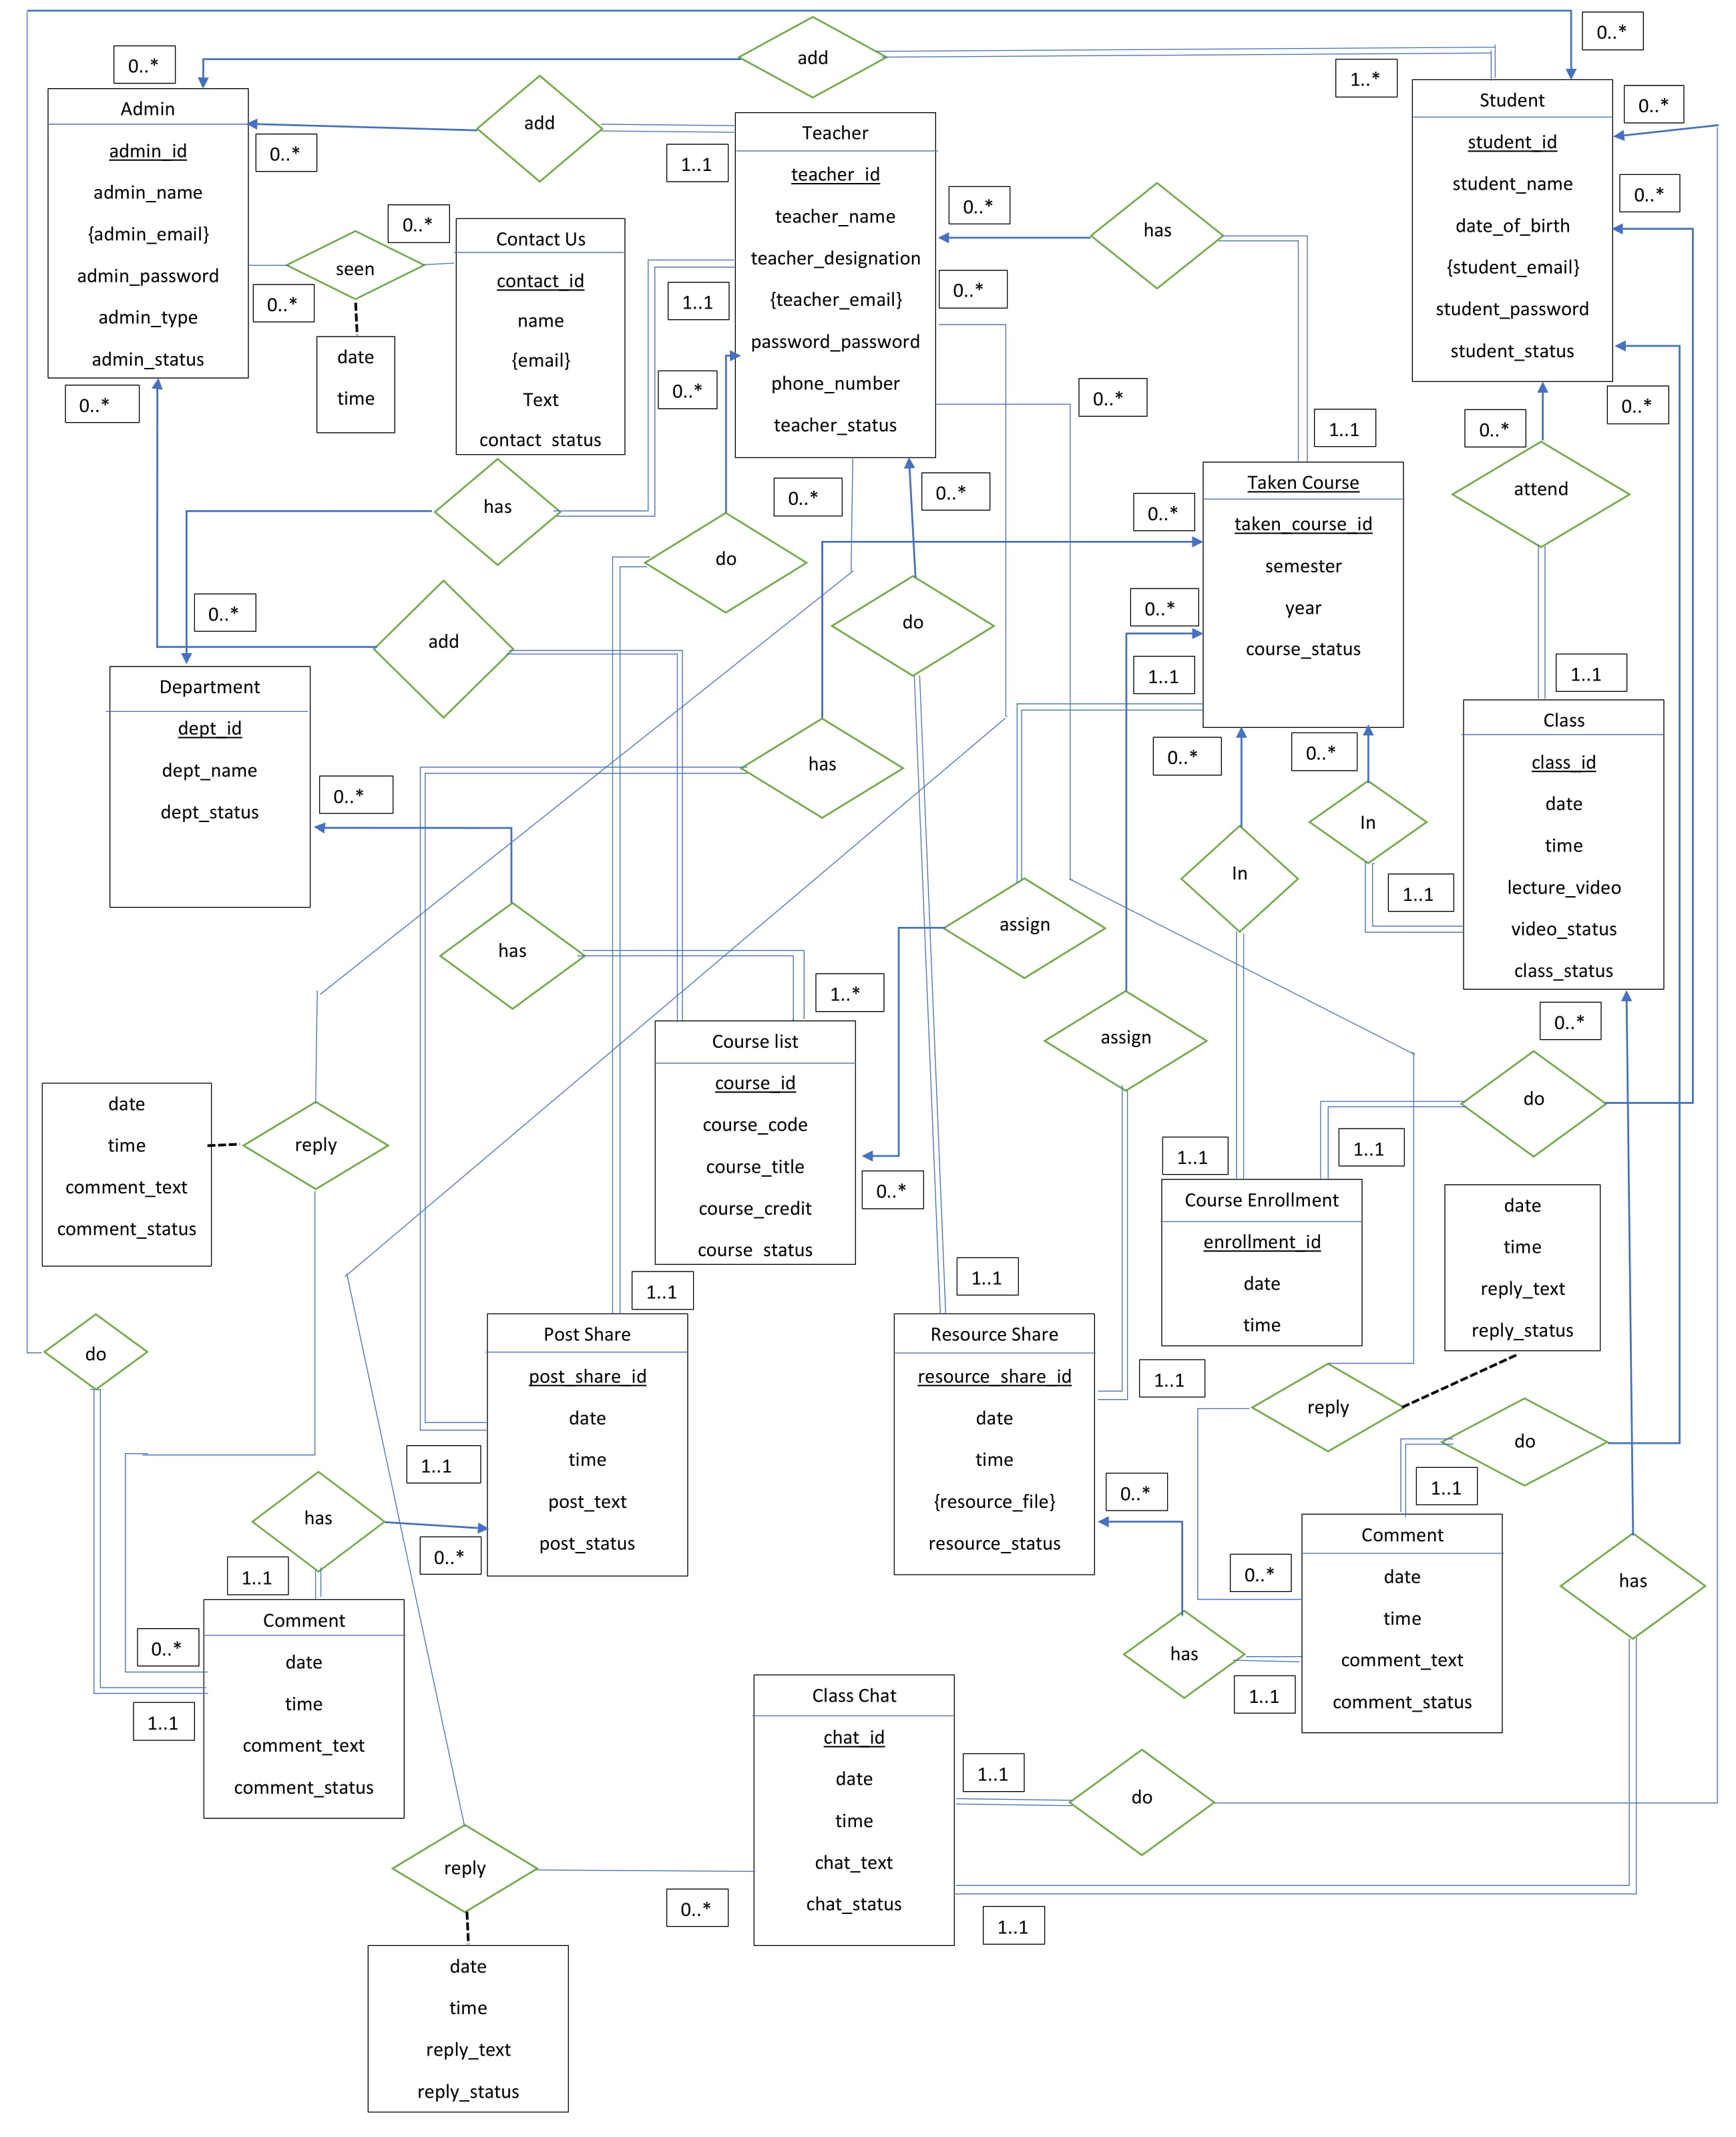 0..*
add
0..*
1..*
Admin
admin_id
admin_name
{admin_email}
admin_password
admin_type
admin_status
0..*
add
1..1
Teacher
teacher_id
teacher_name
teacher_designation
{teacher_email}
password_password
phone_number
teacher_status
0..*
has
Student
student_id
student_name
date_of_birth
{student_email}
student_password
student_status
0..*
0..*
0..*
seen
0..*
date
time
Contact Us
contact_id
name
{email}
Text
contact_status
1..1
0..*
0..*
0..*
0..*
has
0..*
0..*
do
1..1
0..*
attend
Taken Course
taken_course_id
semester
year
course_status
0..*
0..*
add
do
0..*
1..1
1..1
Department
dept_id
dept_name
dept_status
0..*
has
0..*
0..*
In
1..1
Class
class_id
date
time
lecture_video
video_status
class_status
In
has
assign
1..*
0..*
assign
do
Course list
course_id
course_code
course_title
course_credit
course_status
0..*
date
time
comment_text
comment_status
reply
1..1
1..1
Course Enrollment
enrollment_id
date
time
date
time
reply_text
reply_status
1..1
1..1
do
Post Share
post_share_id
date
time
post_text
post_status
Resource Share
resource_share_id
date
time
{resource_file}
resource_status
1..1
reply
do
1..1
1..1
0..*
has
0..*
1..1
0..*
Comment
date
time
comment_text
comment_status
has
Comment
date
time
comment_text
comment_status
0..*
1..1
has
1..1
Class Chat
chat_id
date
time
chat_text
chat_status
1..1
do
reply
0..*
1..1
date
time
reply_text
reply_status